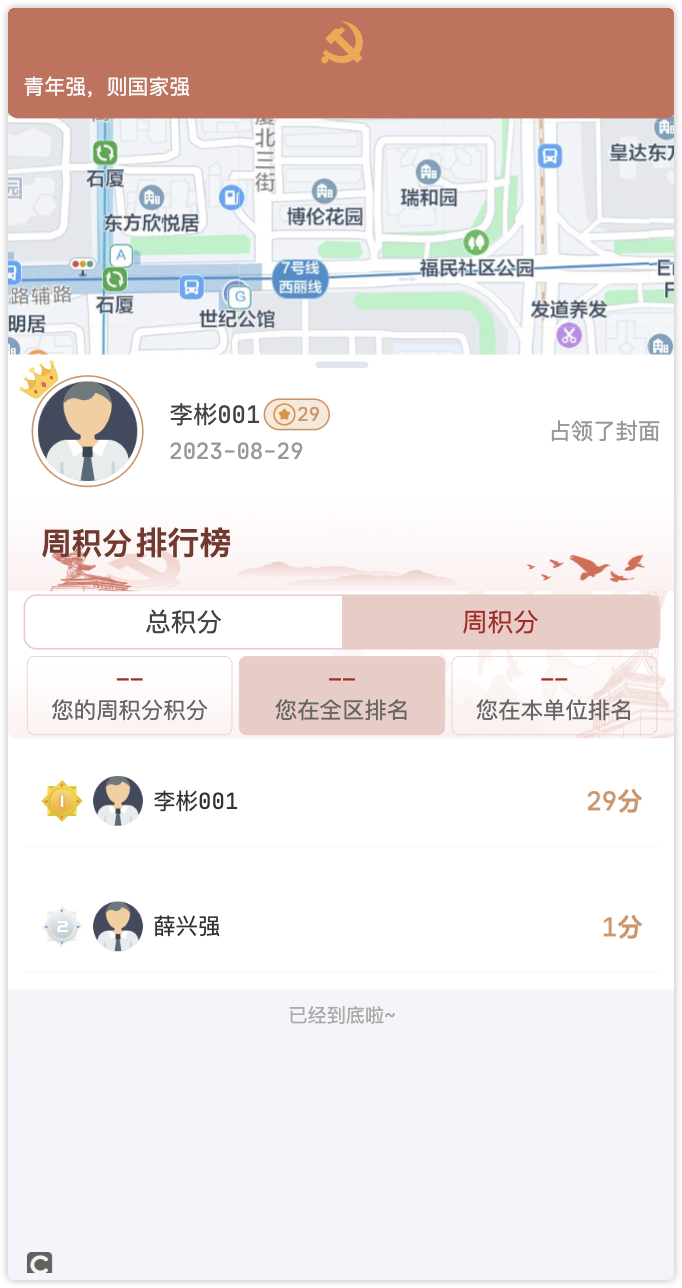 青年强，则国家强
厦北三街
皇达东方
石厦
瑞和园
园
东方欣悦居
博伦花园
A
7号线
西丽线
福民社区公园
路辅路
石厦
G
世纪公馆
发道养发
明居
李彬001
29
2023-08-29
占领了封面
周积分排行榜
总积分
周积分
--
您的周积分积分
--
您在全区排名
--
您在本单位排名
1
李彬001
29分
2
薛兴强
1分
已经到底啦~
C